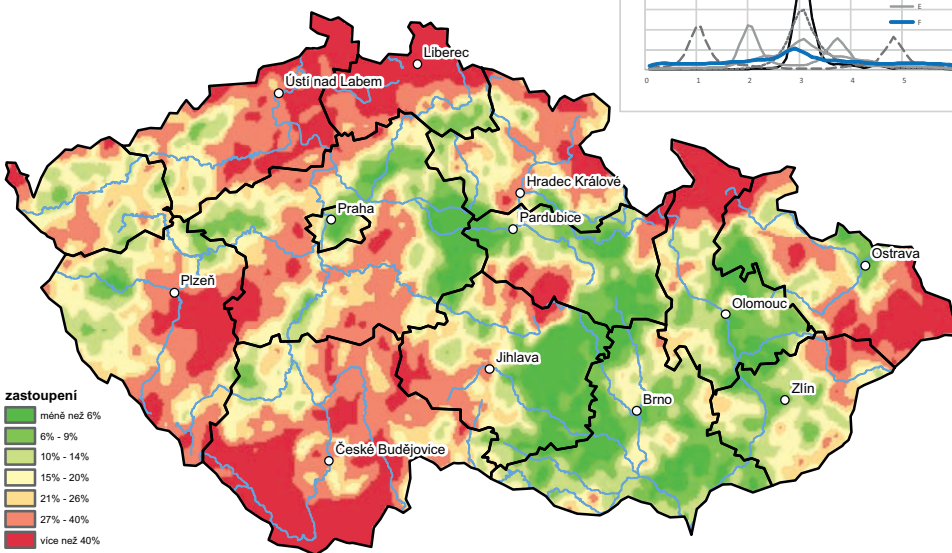 E
F
0 1 2 3 4 5
Liberec
Ústí nad Labem
Hradec Králové
Praha
Pardubice
Ostrava
Plzeň
Olomouc
Jihlava
Zlín
Brno
České Budějovice
zastoupení
méně než 6%
6% - 9%
10% - 14%
15% - 20%
21% - 26%
27% - 40%
více než 40%